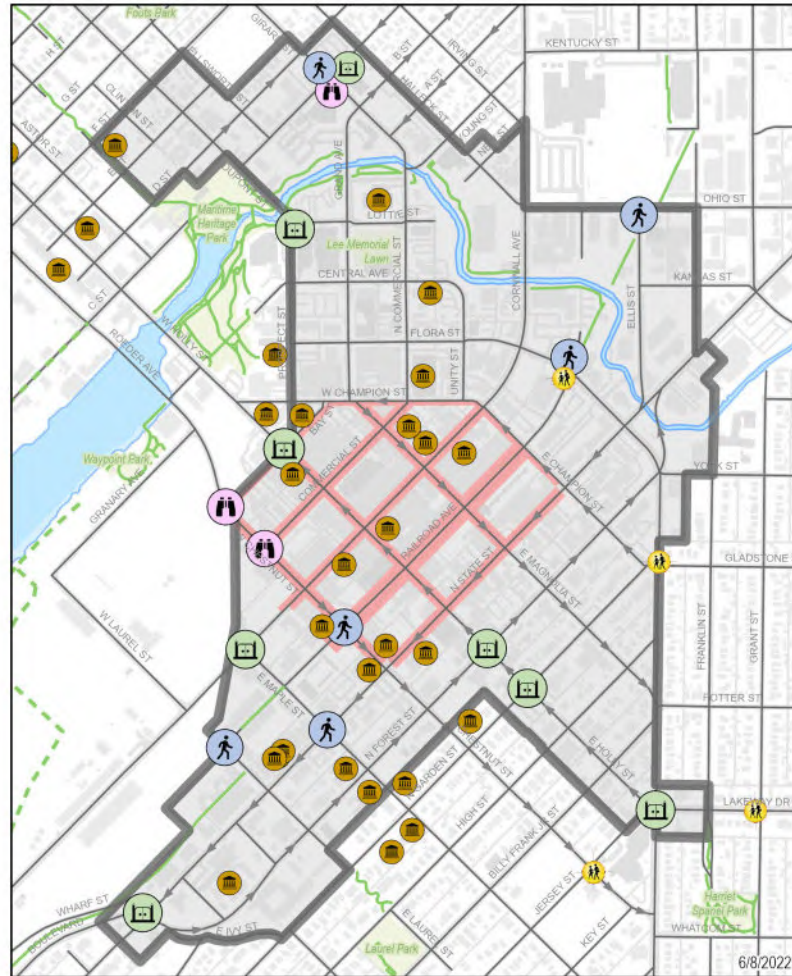 Fouts Park
GIRARD ST
ELLSWORTH ST
B ST
A ST
IRVING ST
HALLECK ST
YOUNG ST
KENTUCKY ST
H ST
G ST
CLINTON ST
F ST
ASTOR ST
D ST
DUPONT ST
GRAND AVE
OHIO ST
Maritime
Heritage
Park
LOTTIE ST
Lee Memorial
Lawn
CENTRAL AVE
N COMMERCIAL ST
CORNWALL AVE
ELLIS ST
KANSAS ST
C ST
W HOLLY ST
ROEDER AVE
PROSPECT ST
FLORA ST
UNITY ST
W CHAMPION ST
BAY ST
COMMERCIAL ST
E CHAMPION ST
YORK ST
Waypoint Park
GRANARY AVE
RAILROAD AVE
N STATE ST
E MAGNOLIA ST
GLADSTONE
FRANKLIN ST
GRANT ST
W LAUREL ST
E MAPLE ST
N FOREST ST
POTTER ST
E HOLLY ST
CHESTNUT ST
N GARDEN ST
HIGH ST
BILLY FRANK JR ST
LAKEWAY DR
JERSEY ST
KEY ST
WHARF ST
BOULEVARD
E IVY ST
E LAUREL ST
Laurel Park
Harriet
Spanel Park
WHATCOM ST
6/8/2022